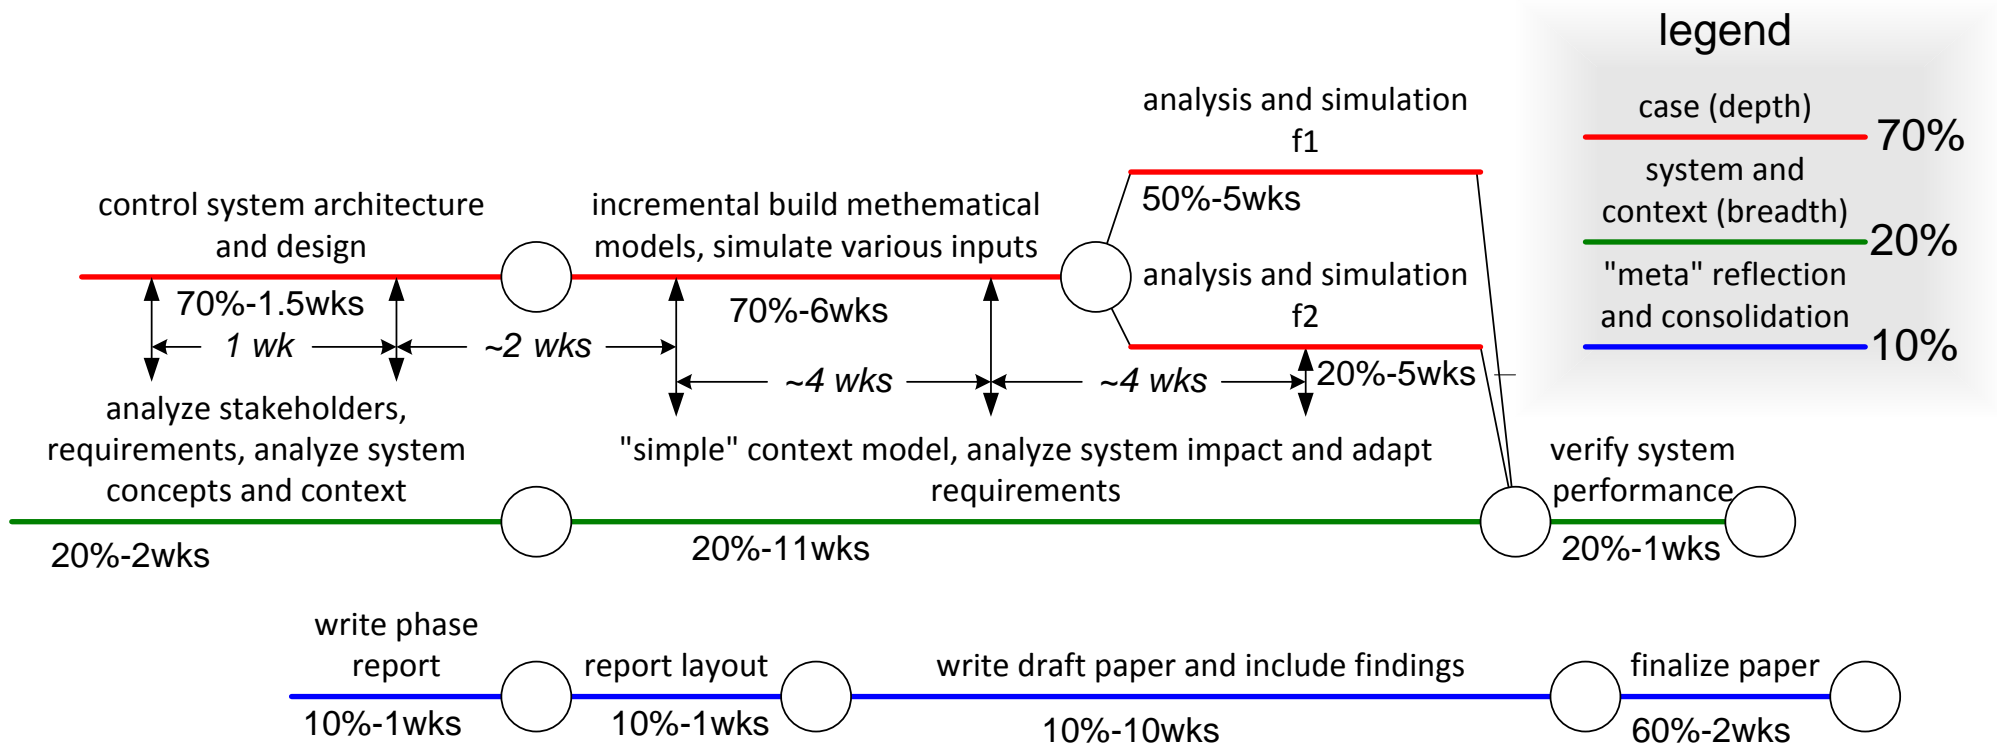 legend
case (depth)
70%
system and
context (breadth)
20%
"meta" reflection
and consolidation
10%
analysis and simulation
f1
50%-5wks
control system architecture
and design
70%-1.5wks
incremental build methematical
models, simulate various inputs
70%-6wks
analysis and simulation
f2
20%-5wks
1 wk
~2 wks
~4 wks
~4 wks
analyze stakeholders,
requirements, analyze system
concepts and context
20%-2wks
"simple" context model, analyze system impact and adapt
requirements
20%-11wks
verify system
performance
20%-1wks
write phase
report
10%-1wks
report layout
10%-1wks
write draft paper and include findings
10%-10wks
finalize paper
60%-2wks